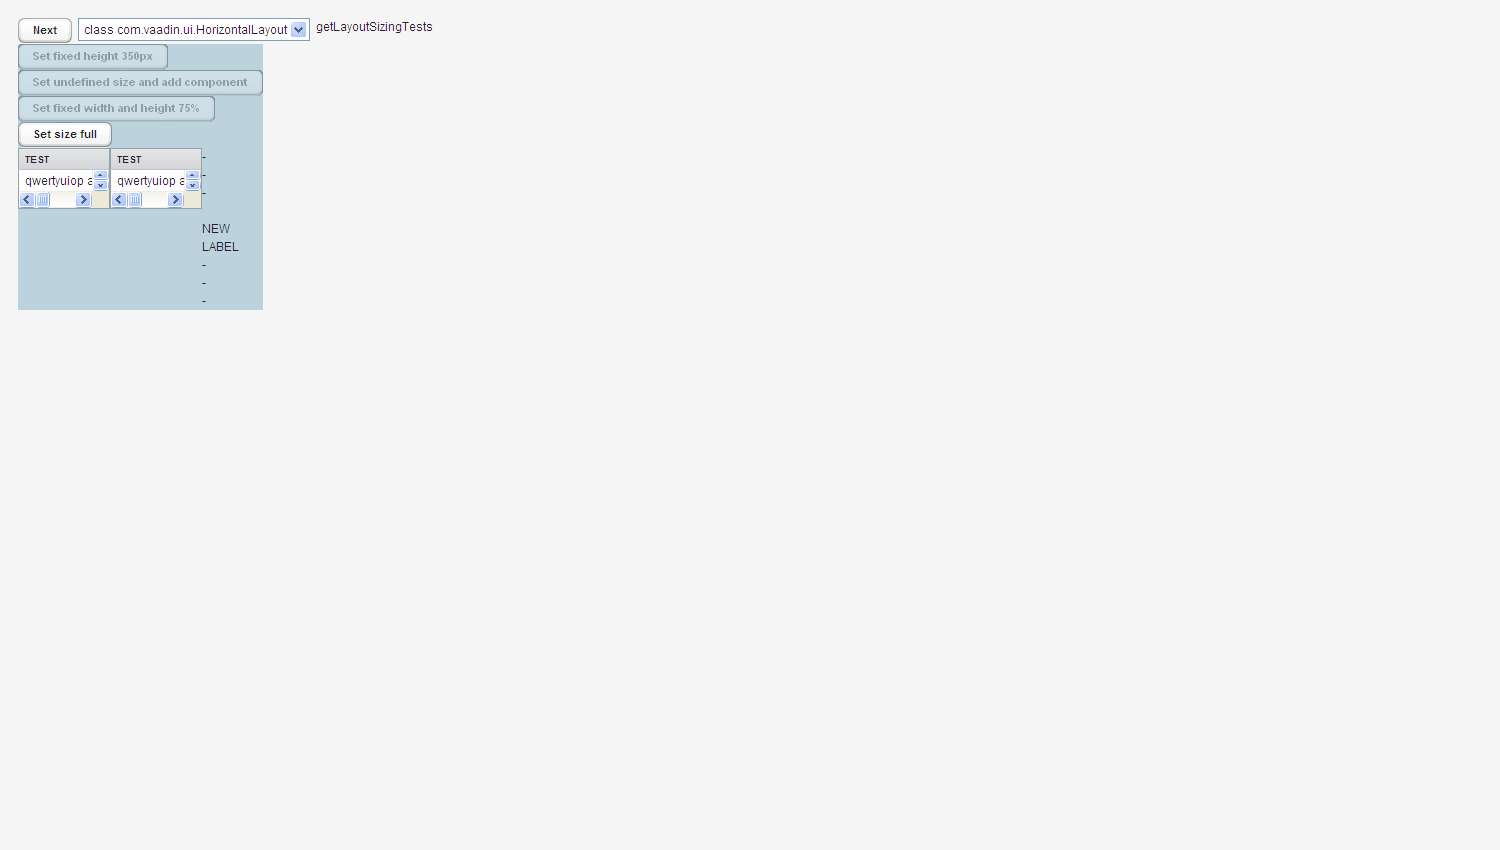 Next class com.vaadin.ui.HorizontalLayout getLayoutSizingTests
Set fixed height 350px
Set undefined size and add component
Set fixed width and height 75%
Set size full
TEST TEST -
qwertyuiop a qwertyuiop a -
-
NEW
LABEL
-
-
-